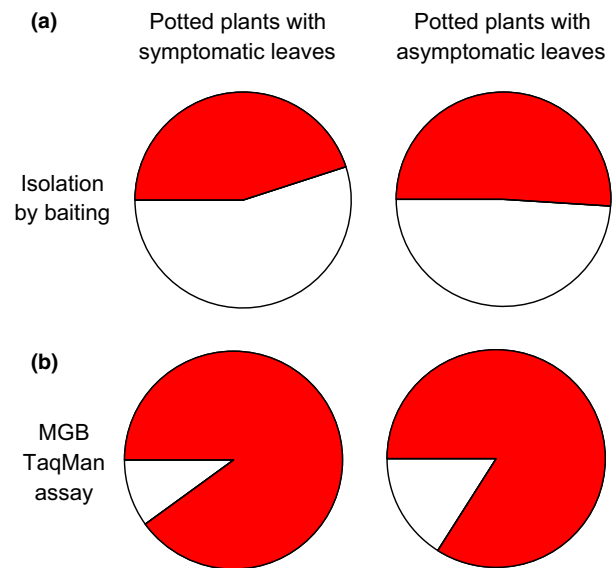 (a)
Potted plants with
symptomatic leaves
Potted plants with
asymptomatic leaves
Isolation
by baiting
(b)
MGB
TaqMan
assay